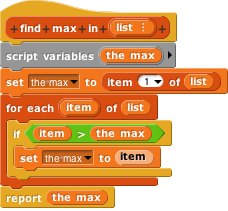 + find + max + in + list ⋮ +
script variables the max
set the max to item 1 of list
for each item of list
if item > the max
set the max to item
report the max